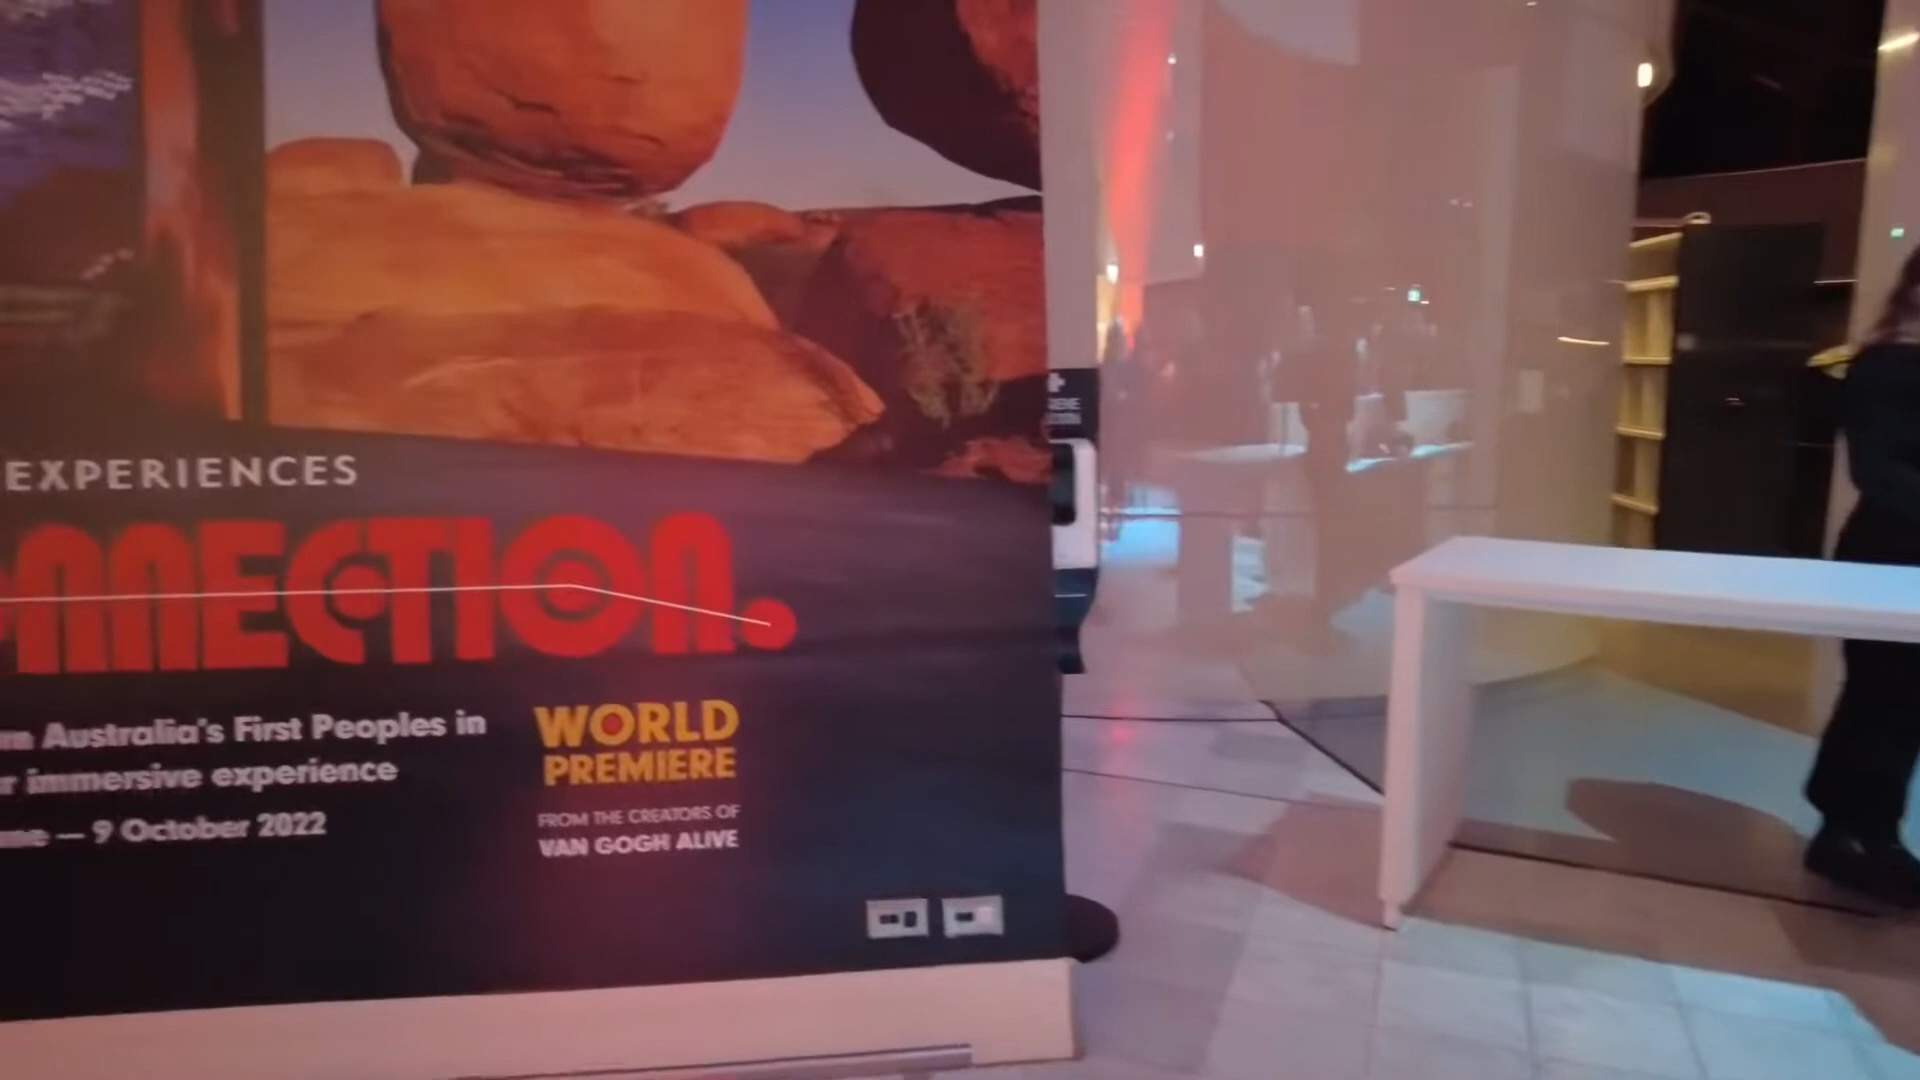 EXPERIENCES
NNECTION.
Australia's First Peoples in
immersive experience
— 9 October 2022
WORLD
PREMIERE
FROM THE CREATORS OF
VAN GOGH ALIVE